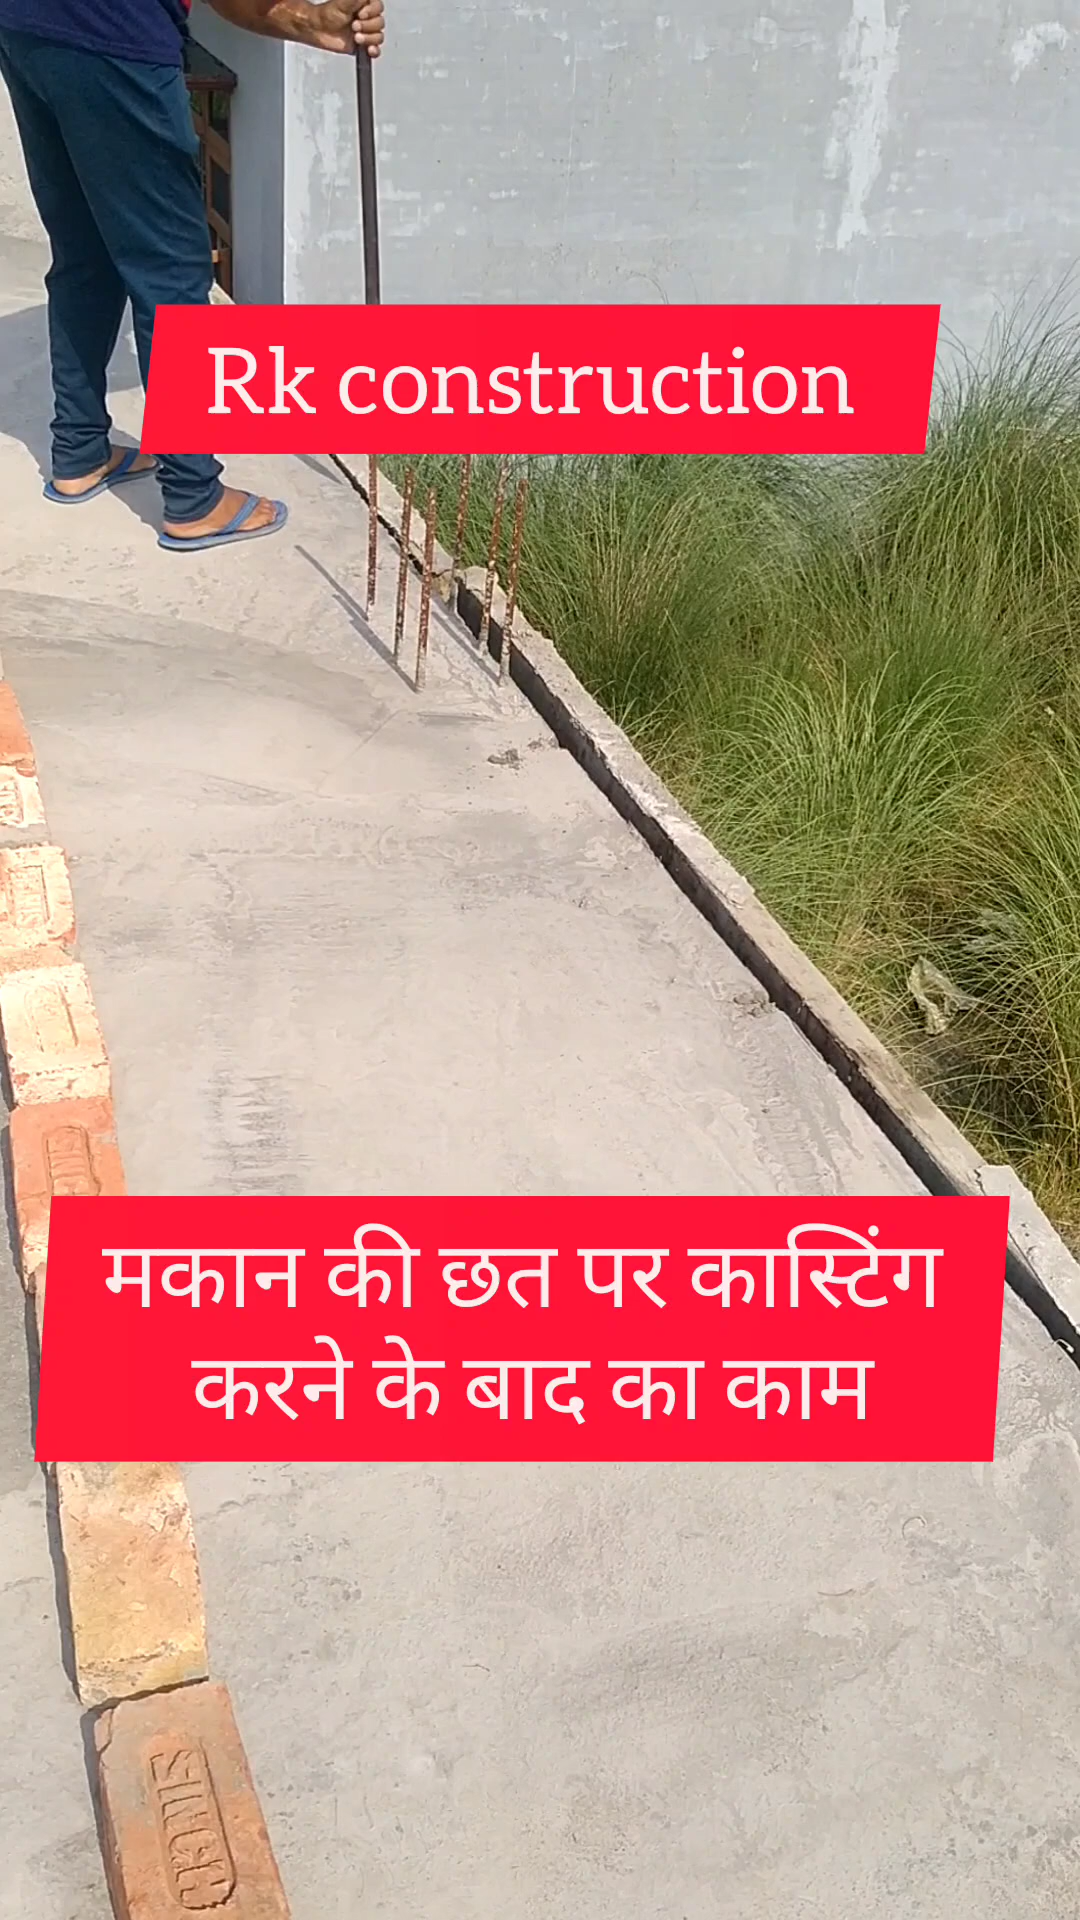 Rk construction
मकान की छत पर कास्टिंग
करने के बाद का काम